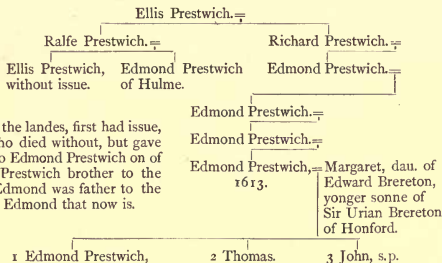 Ellis Prestwich.=
Ralfe Prestwich.= Richard Prestwich.=
Ellis Prestwich, Edmond Prestwich Edmond Prestwich.=
without issue. of Hulme.
Edmond Prestwich.=
the landes, first had issue,
ho died without, but gave Edmond Prestwich.=
o Edmond Prestwich on of
Prestwich brother to the Edmond Prestwich,=Margaret, dau. of
Edmond was father to the 1613. Edward Brereton,
Edmond that now is. yonger sonne of
Sir Urian Brereton
of Honford.
1 Edmond Prestwich, 2 Thomas. 3 John, s.p.